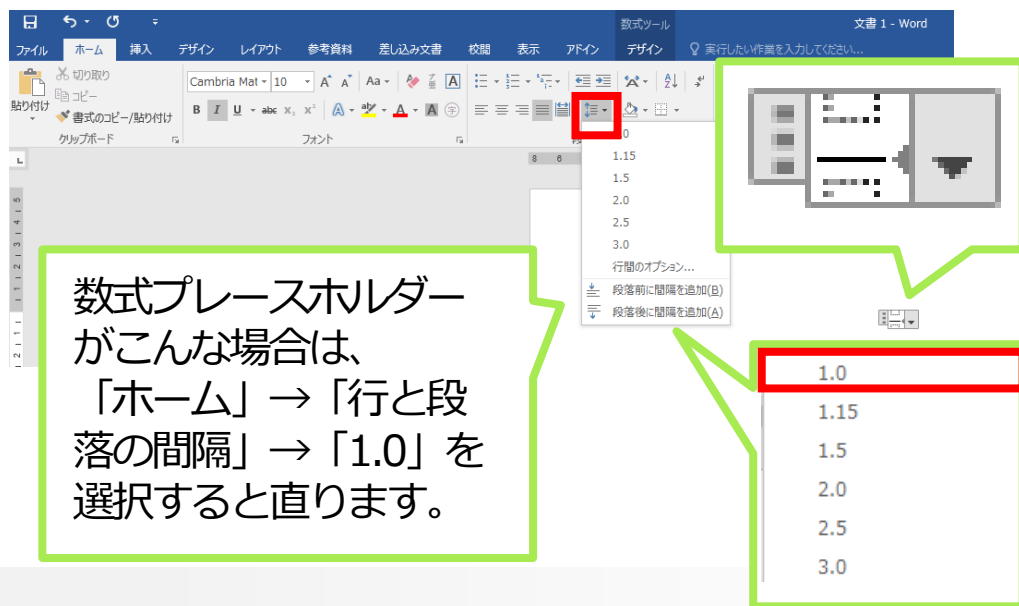 数式ツール
文書 1 - Word
ファイル ホーム 挿入 デザイン レイアウト 参考資料 差し込み文書 校閲 表示 アドイン デザイン 実行したい作業を入力してください...
切り取り
コピー
貼り付け
書式のコピー/貼り付け
Cambria Mat 10
クリップボード
フォント
1.15
1.5
2.0
2.5
3.0
行間のオプション...
段落前に間隔を追加(B)
段落後に間隔を追加(A)
数式プレースホルダー
がこんな場合は、
「ホーム」→「行と段
落の間隔」→「1.0」を
選択すると直ります。
1.0
1.15
1.5
2.0
2.5
3.0